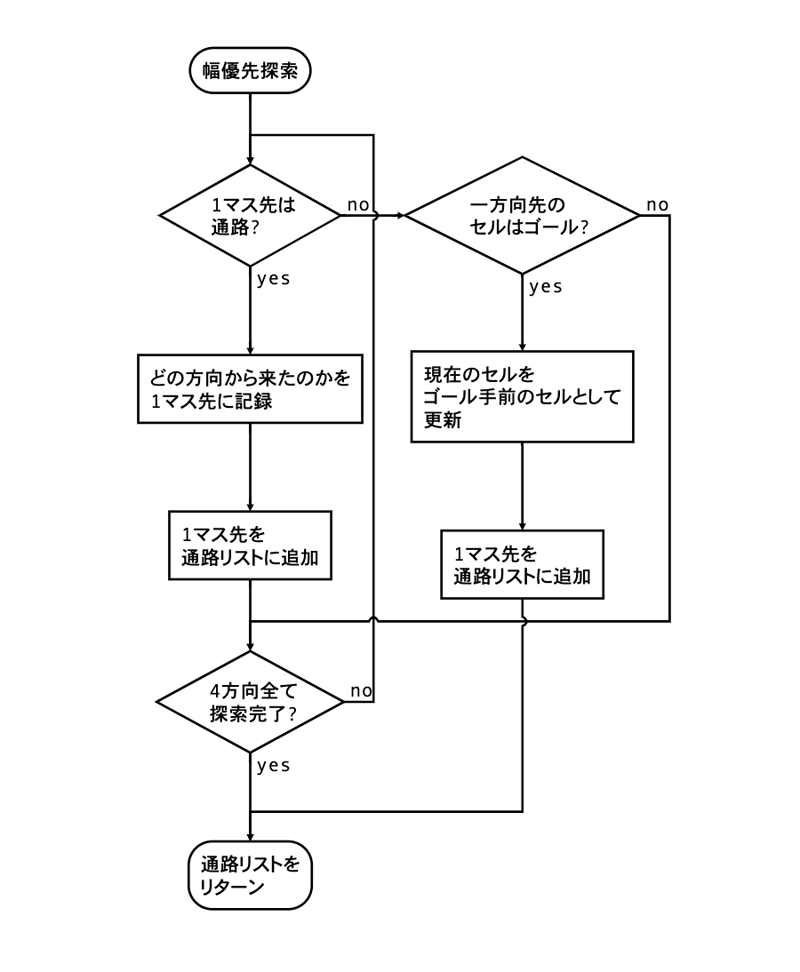 幅優先探索
1マス先は
通路?
no
yes
一方向先の
セルはゴール?
no
yes
どの方向から来たのかを
1マス先に記録
現在のセルを
ゴール手前のセルとして
更新
1マス先を
通路リストに追加
1マス先を
通路リストに追加
4方向全て
探索完了?
no
yes
通路リストを
リターン